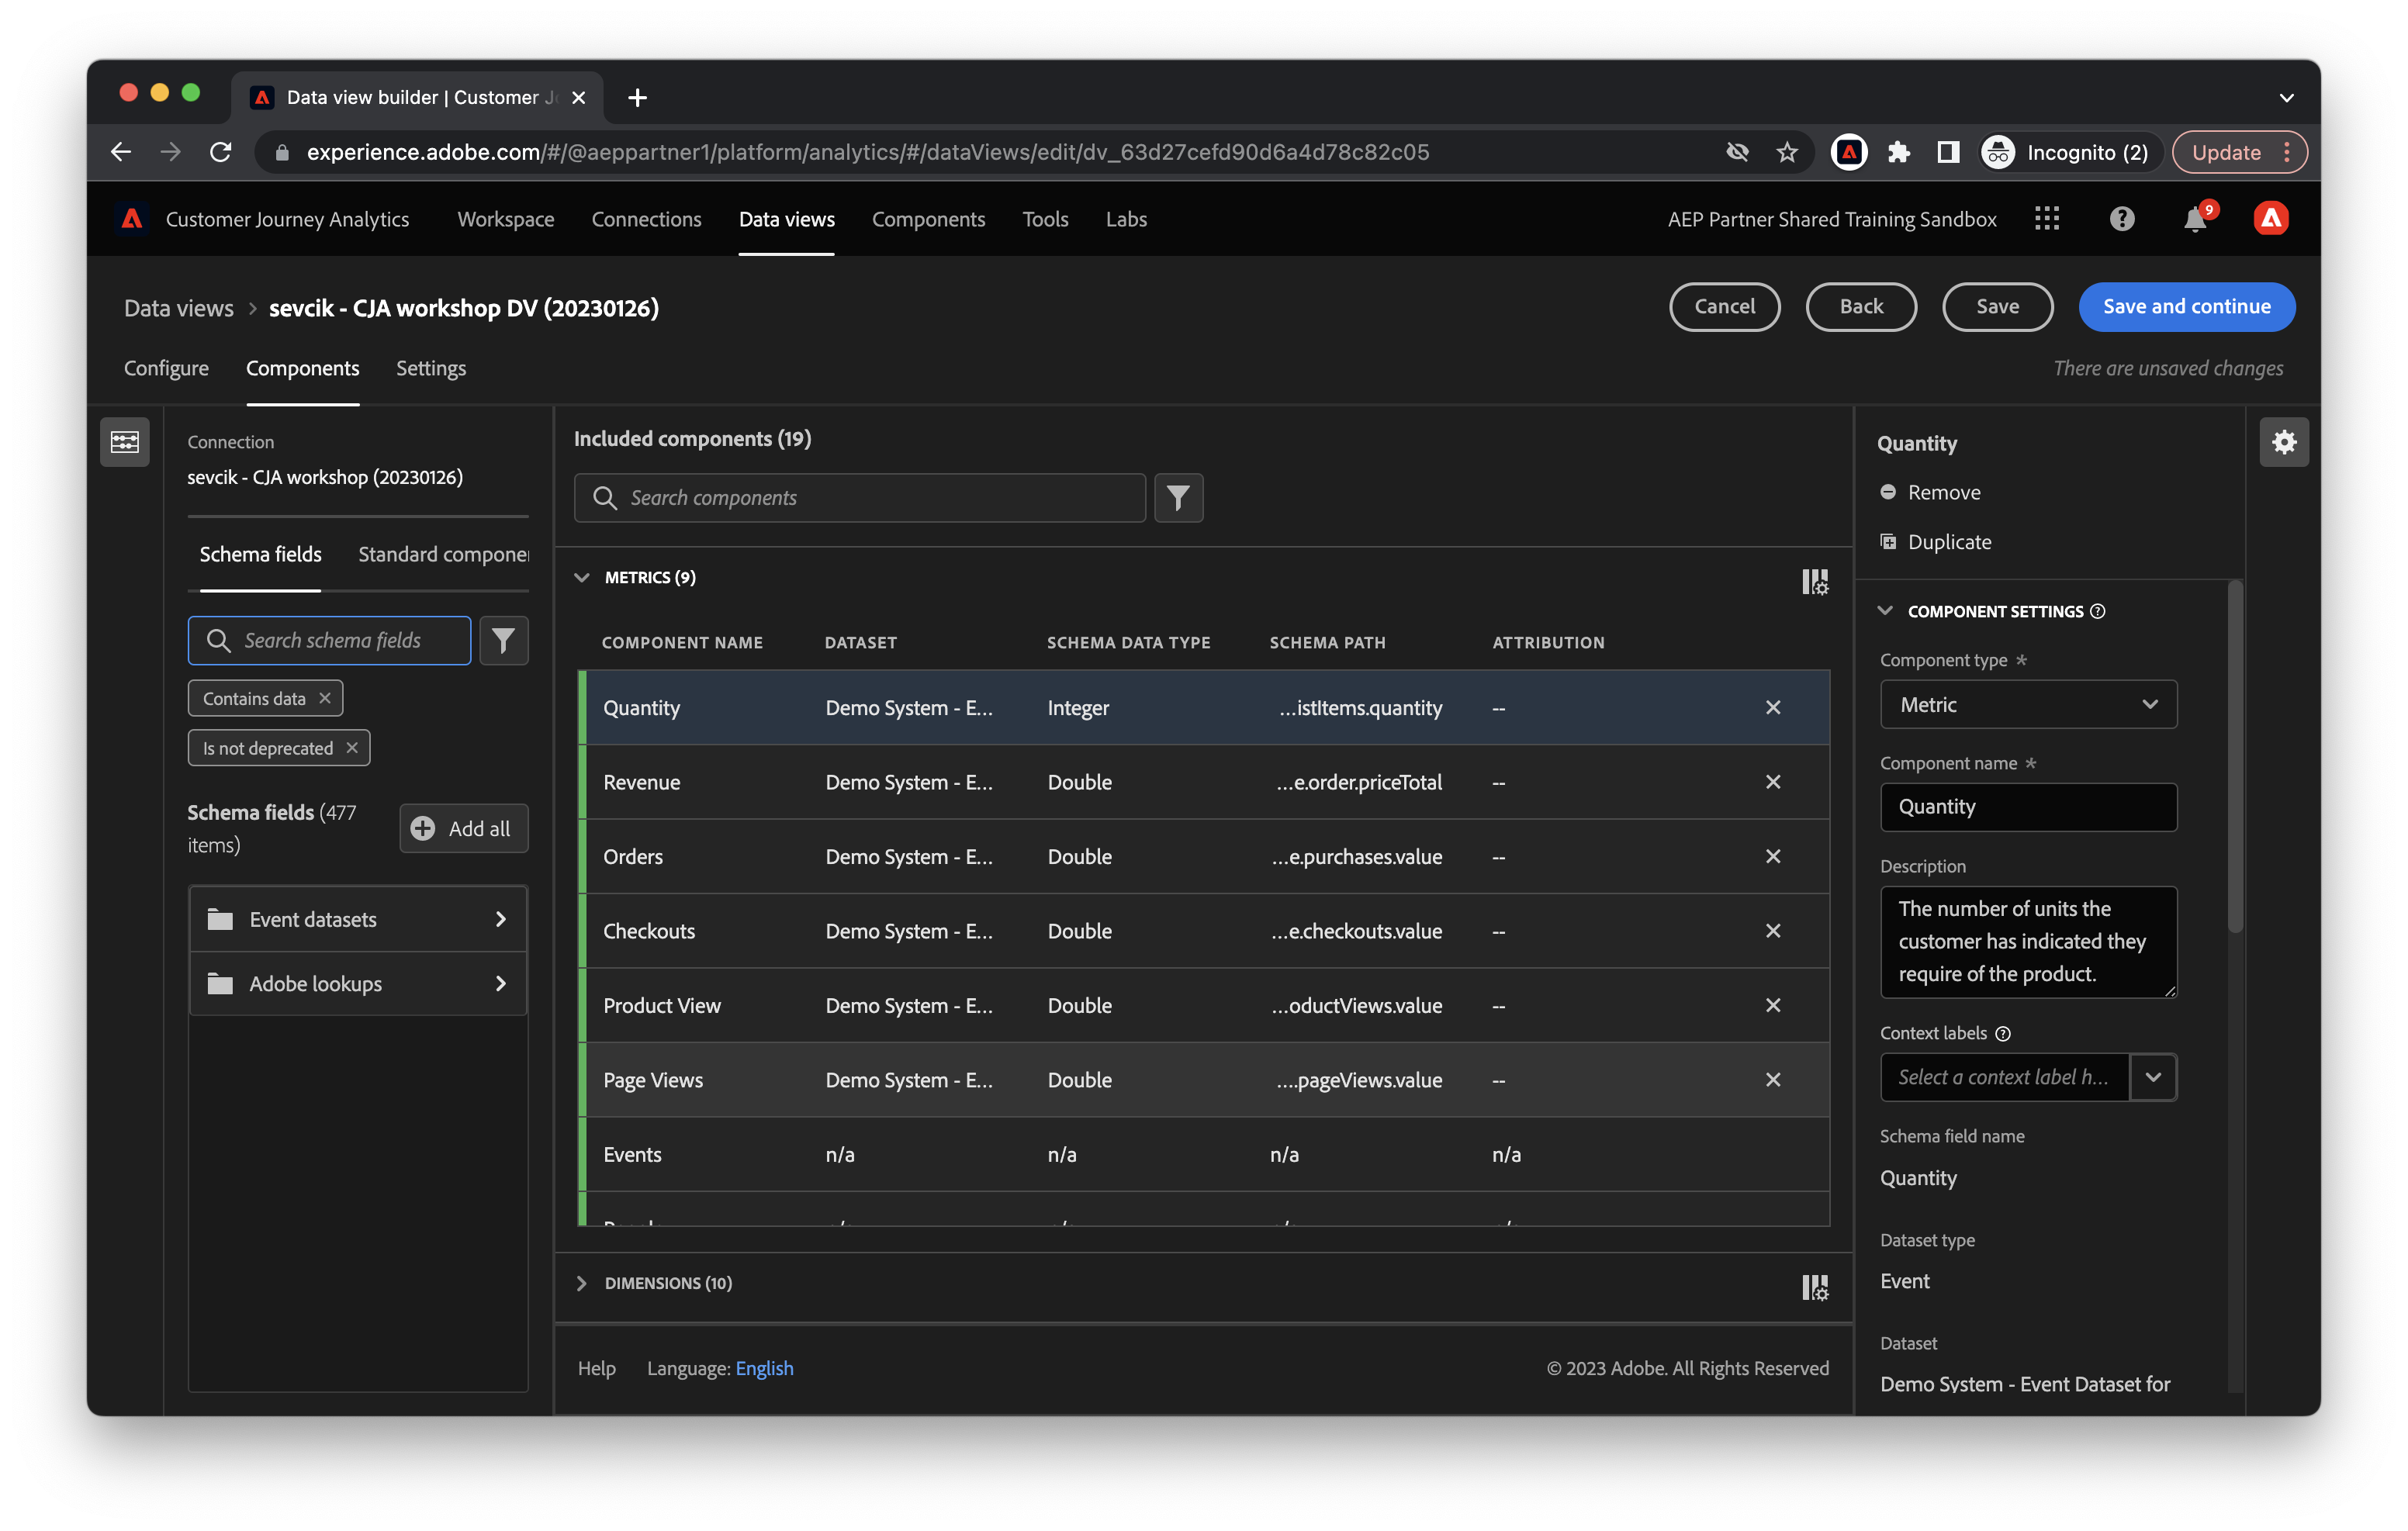 Data view builder | Customer Jo
experience.adobe.com/#/@aeppartner1/platform/analytics/#/dataViews/edit/dv_63d27cefd90d6a4d78c82c05
Incognito (2)
Update
Customer Journey Analytics
Workspace
Connections
Data views
Components
Tools
Labs
AEP Partner Shared Training Sandbox
9
Data views > sevcik - CJA workshop DV (20230126)
Cancel
Back
Save
Save and continue
Configure
Components
Settings
There are unsaved changes
Connection
sevcik - CJA workshop (20230126)
Schema fields
Standard compone
Search schema fields
Contains data
Is not deprecated
Schema fields (477
items)
Add all
Event datasets
Adobe lookups
Included components (19)
Search components
METRICS (9)
COMPONENT NAME DATASET SCHEMA DATA TYPE SCHEMA PATH ATTRIBUTION
Quantity Demo System - E... Integer ...istItems.quantity --
Revenue Demo System - E... Double ...e.order.priceTotal --
Orders Demo System - E... Double ...e.purchases.value --
Checkouts Demo System - E... Double ...e.checkouts.value --
Product View Demo System - E... Double ...oductViews.value --
Page Views Demo System - E... Double ....pageViews.value --
Events n/a n/a n/a n/a
DIMENSIONS (10)
Help
Language: English
© 2023 Adobe. All Rights Reserved
Quantity
Remove
Duplicate
COMPONENT SETTINGS
Component type *
Metric
Component name *
Quantity
Description
The number of units the
customer has indicated they
require of the product.
Context labels
Select a context label h...
Schema field name
Quantity
Dataset type
Event
Dataset
Demo System - Event Dataset for